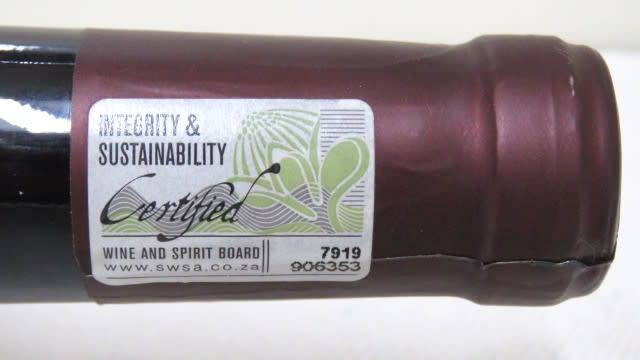 INTEGRITY &
SUSTAINABILITY
Certified
WINE AND SPIRIT BOARD
www.swsa.co.za
7919
906353